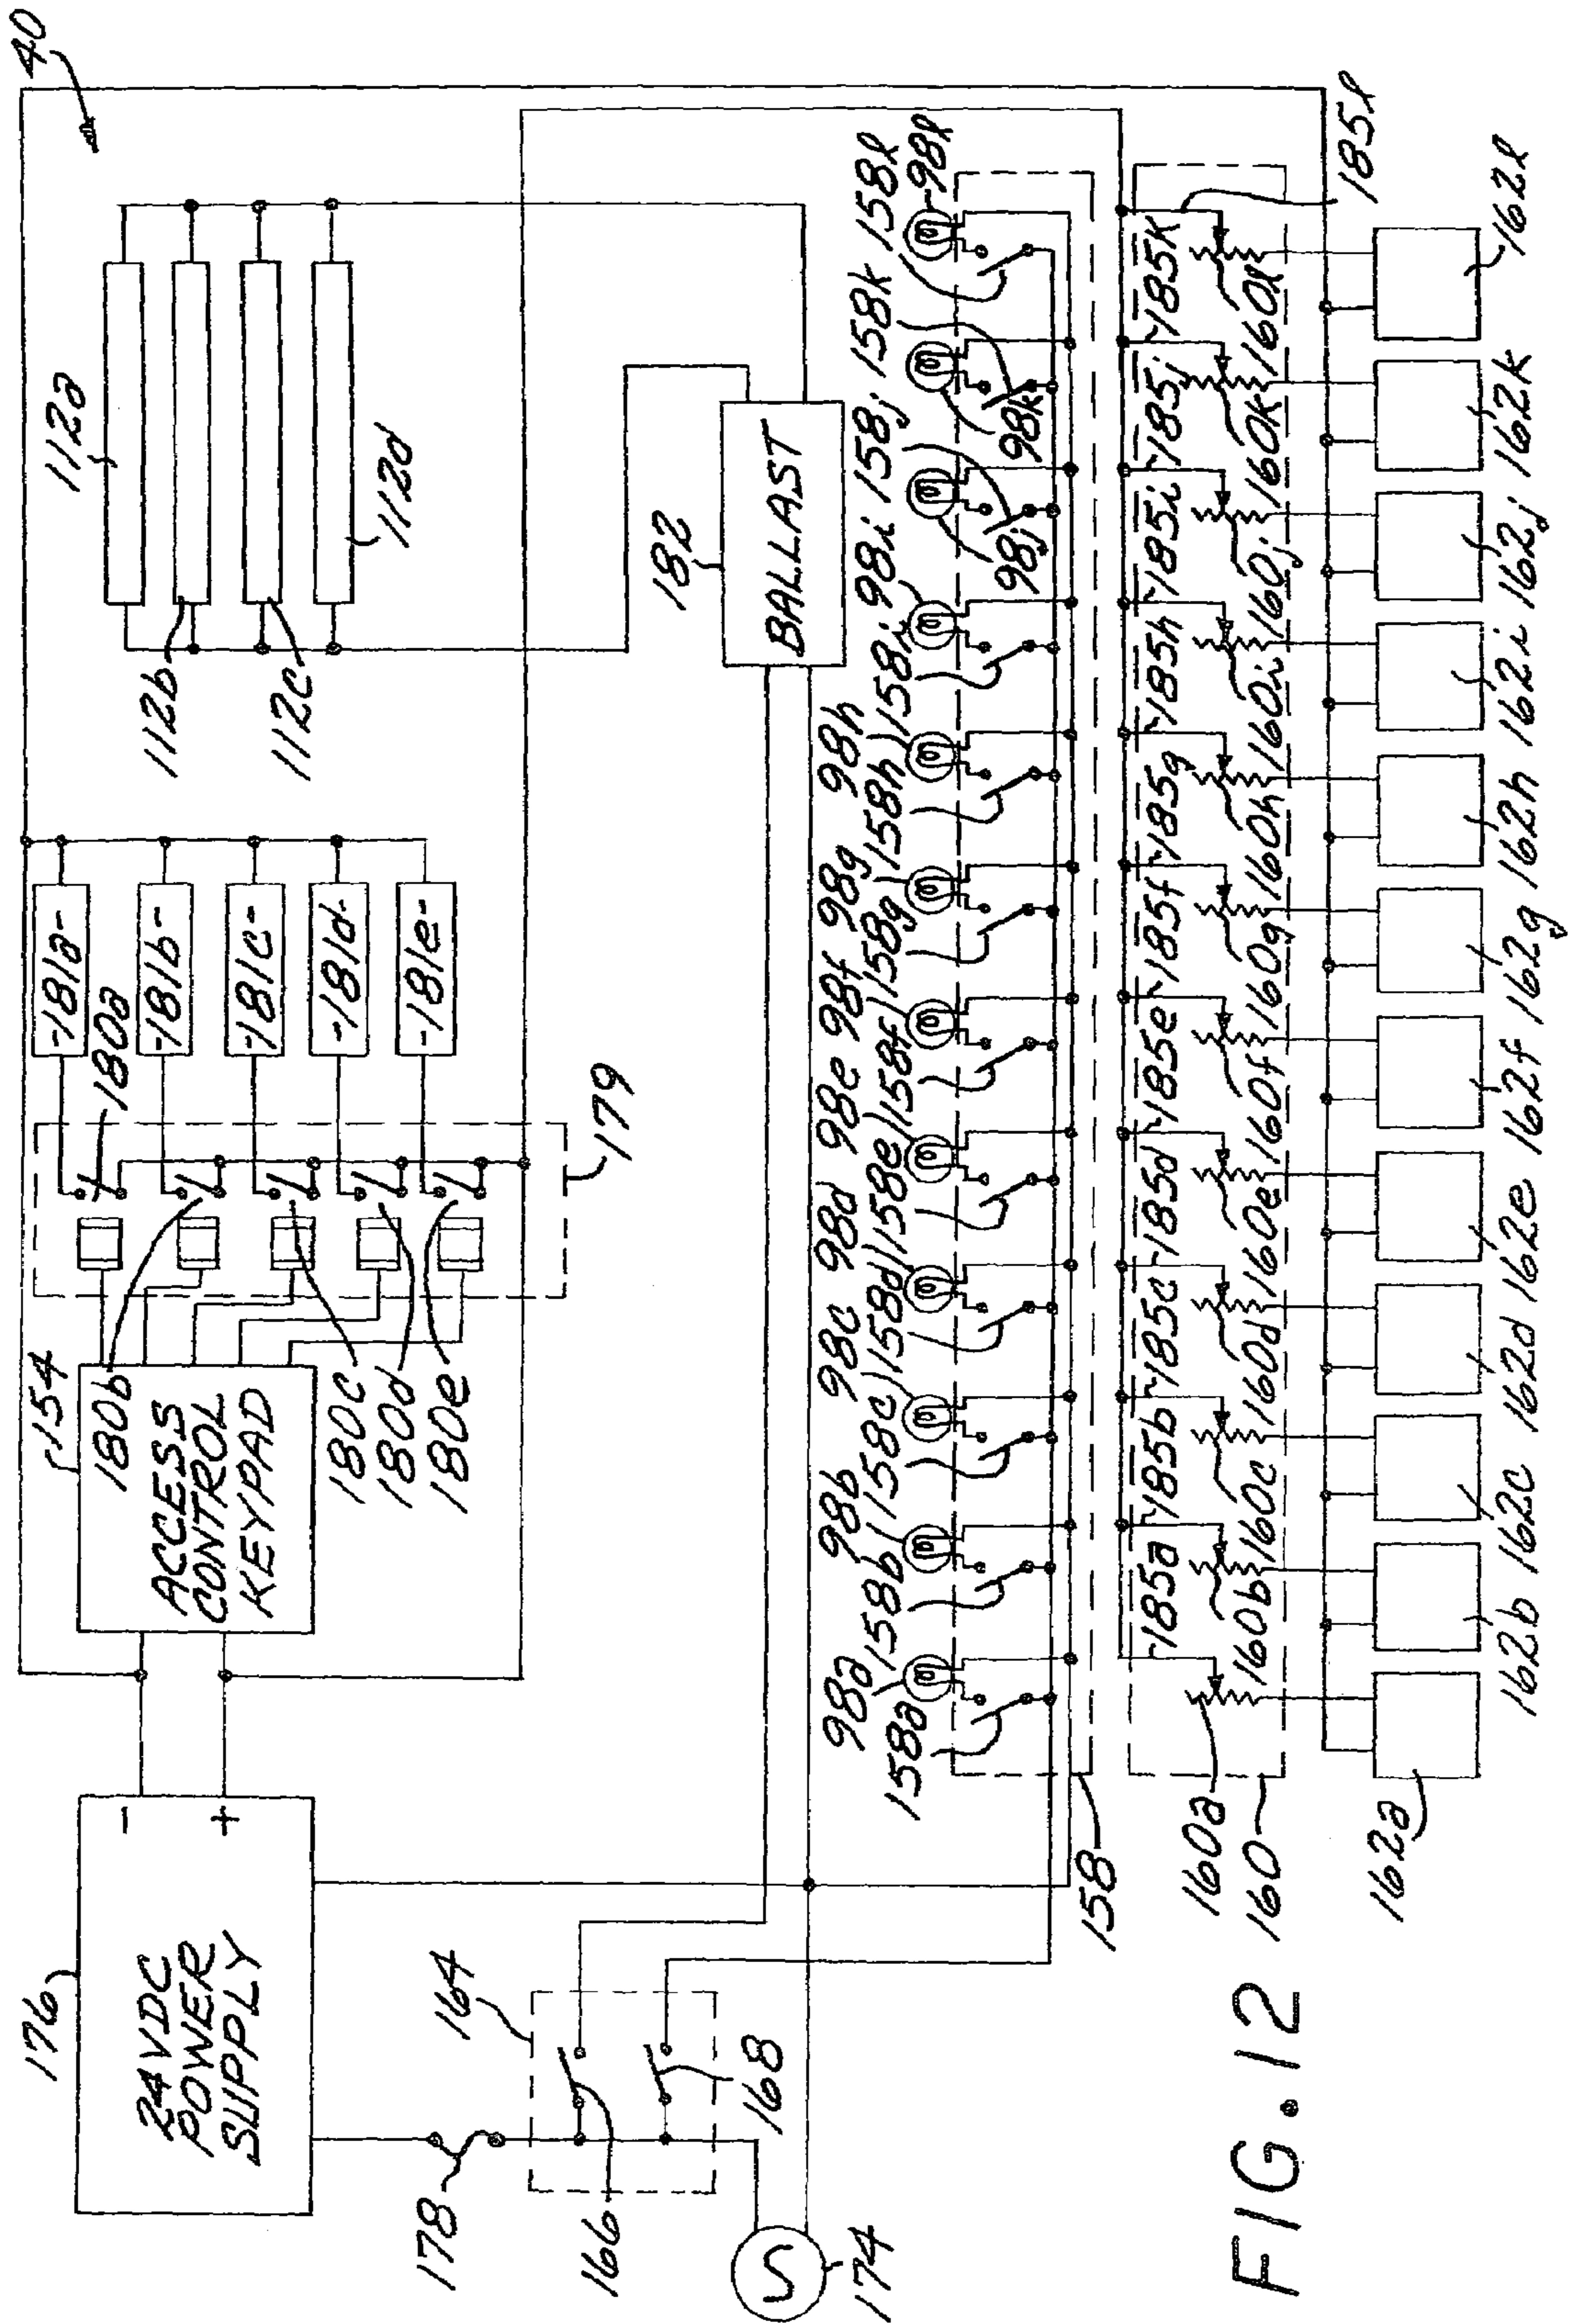 40
112a
112b
112c
112d
-181a-
-181b-
-181c-
-181d-
-181e-
180a
179
154
ACCESS
CONTROL
KEYPAD
180b
180c
180d
180e
176
24VDC
POWER
SUPPLY
-
+
178
164
166
168
S
174
182
BALLAST
98a
98b
98c
98d
98e
98f
98g
98h
98i
98j
98k
98l
158a
158b
158c
158d
158e
158f
158g
158h
158i
158j
158k
158l
158
185a
185b
185c
185d
185e
185f
185g
185h
185i
185j
185k
185l
160a
160b
160c
160d
160e
160f
160g
160h
160i
160j
160k
160l
160
162a
162b
162c
162d
162e
162f
162g
162h
162i
162j
162k
162l
FIG. 12